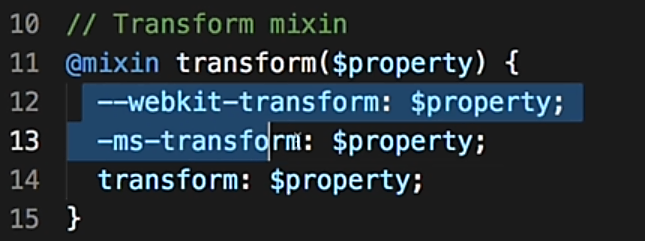 10 // Transform mixin
11 @mixin transform($property) {
12 --webkit-transform: $property;
13 -ms-transform: $property;
14 transform: $property;
15 }